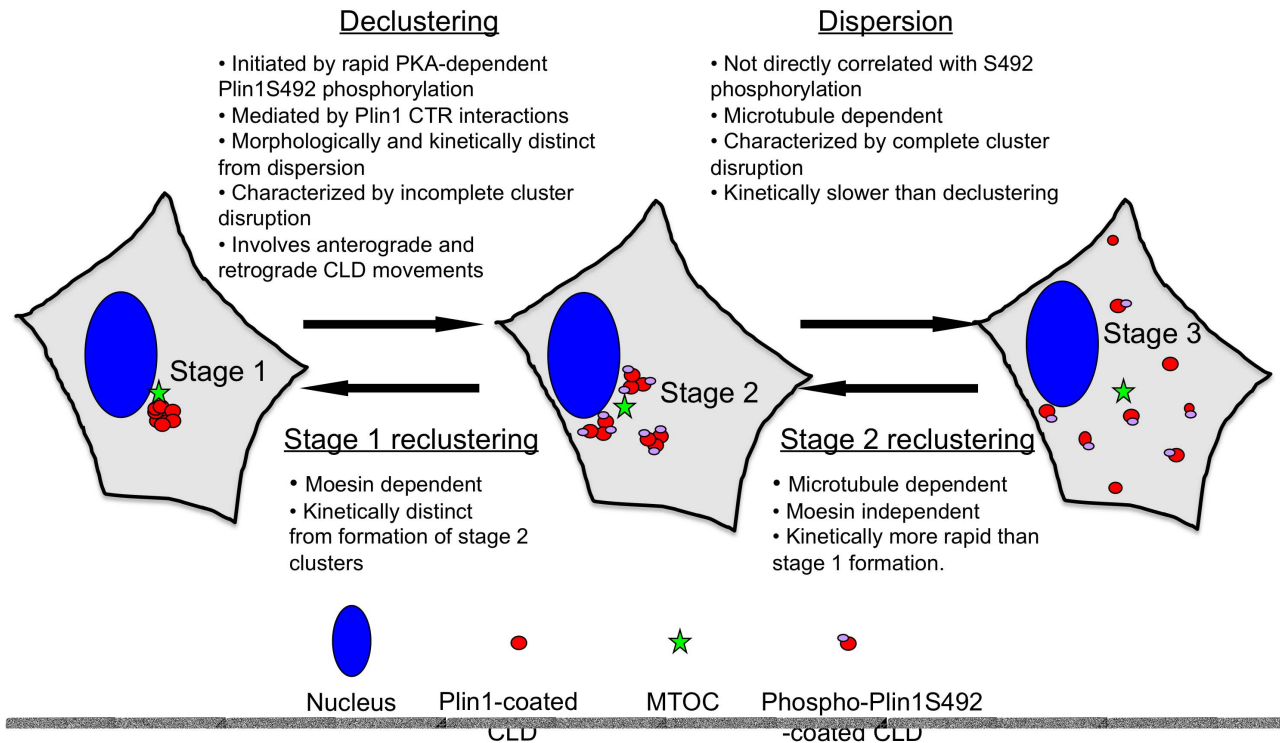 Declustering
• Initiated by rapid PKA-dependent
Plin1S492 phosphorylation
• Mediated by Plin1 CTR interactions
• Morphologically and kinetically distinct
from dispersion
• Characterized by incomplete cluster
disruption
• Involves anterograde and
retrograde CLD movements
Dispersion
• Not directly correlated with S492
phosphorylation
• Microtubule dependent
• Characterized by complete cluster
disruption
• Kinetically slower than declustering
Stage 1
Stage 2
Stage 3
Stage 1 reclustering
• Moesin dependent
• Kinetically distinct
from formation of stage 2
clusters
Stage 2 reclustering
• Microtubule dependent
• Moesin independent
• Kinetically more rapid than
stage 1 formation.
Nucleus
Plin1-coated
CLD
MTOC
Phospho-Plin1S492
-coated CLD